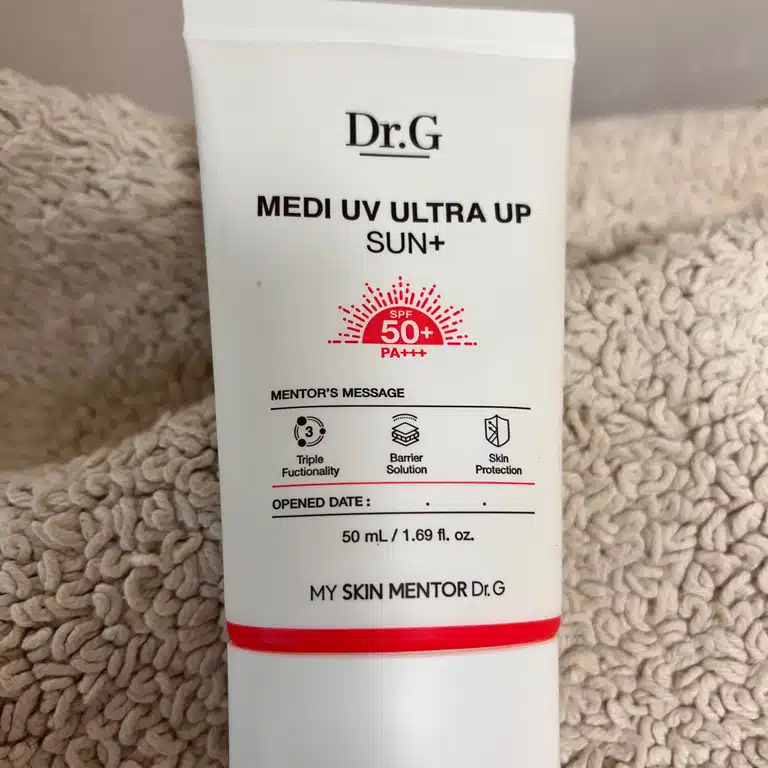 Dr.G
MEDI UV ULTRA UP
SUN+
SPF
50+
PA+++
MENTOR'S MESSAGE
3
Triple
Fuctionality
Barrier
Solution
Skin
Protection
OPENED DATE : . .
50 mL / 1.69 fl. oz.
MY SKIN MENTOR Dr.G